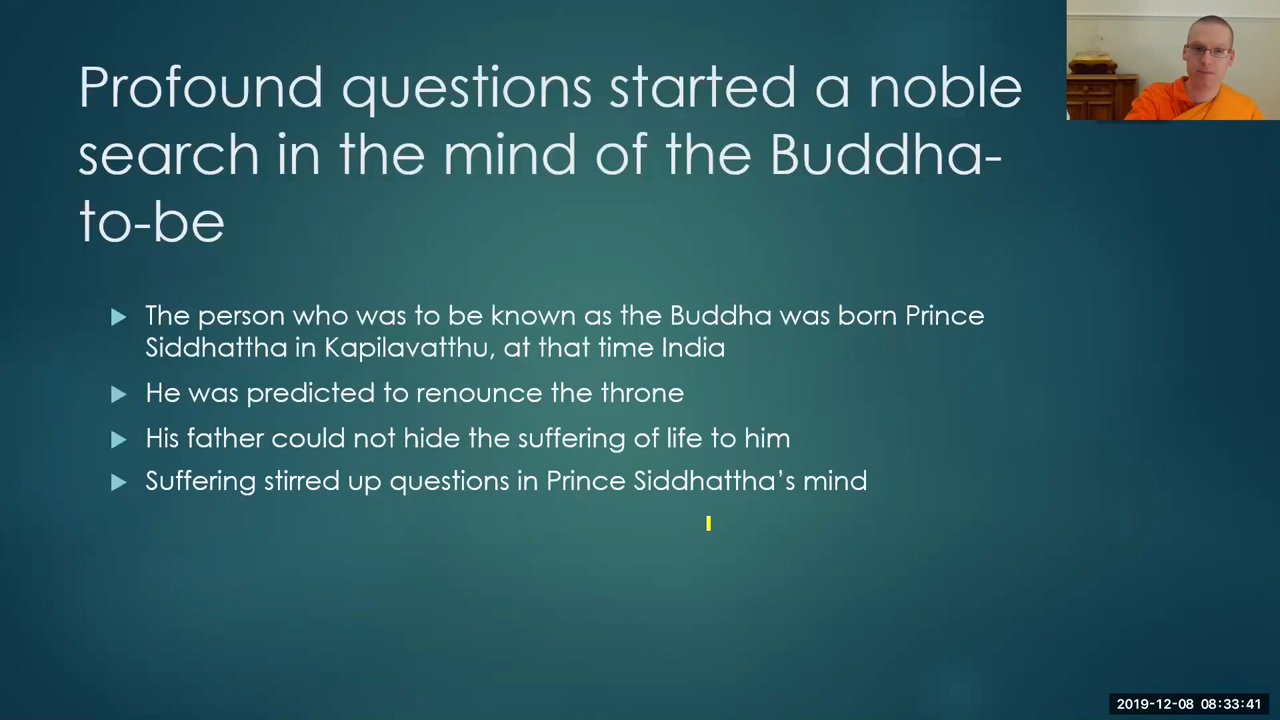 Profound questions started a noble
search in the mind of the Buddha-
to-be
The person who was to be known as the Buddha was born Prince
Siddhattha in Kapilavatthu, at that time India
He was predicted to renounce the throne
His father could not hide the suffering of life to him
Suffering stirred up questions in Prince Siddhattha’s mind
2019-12-08 08:33:41